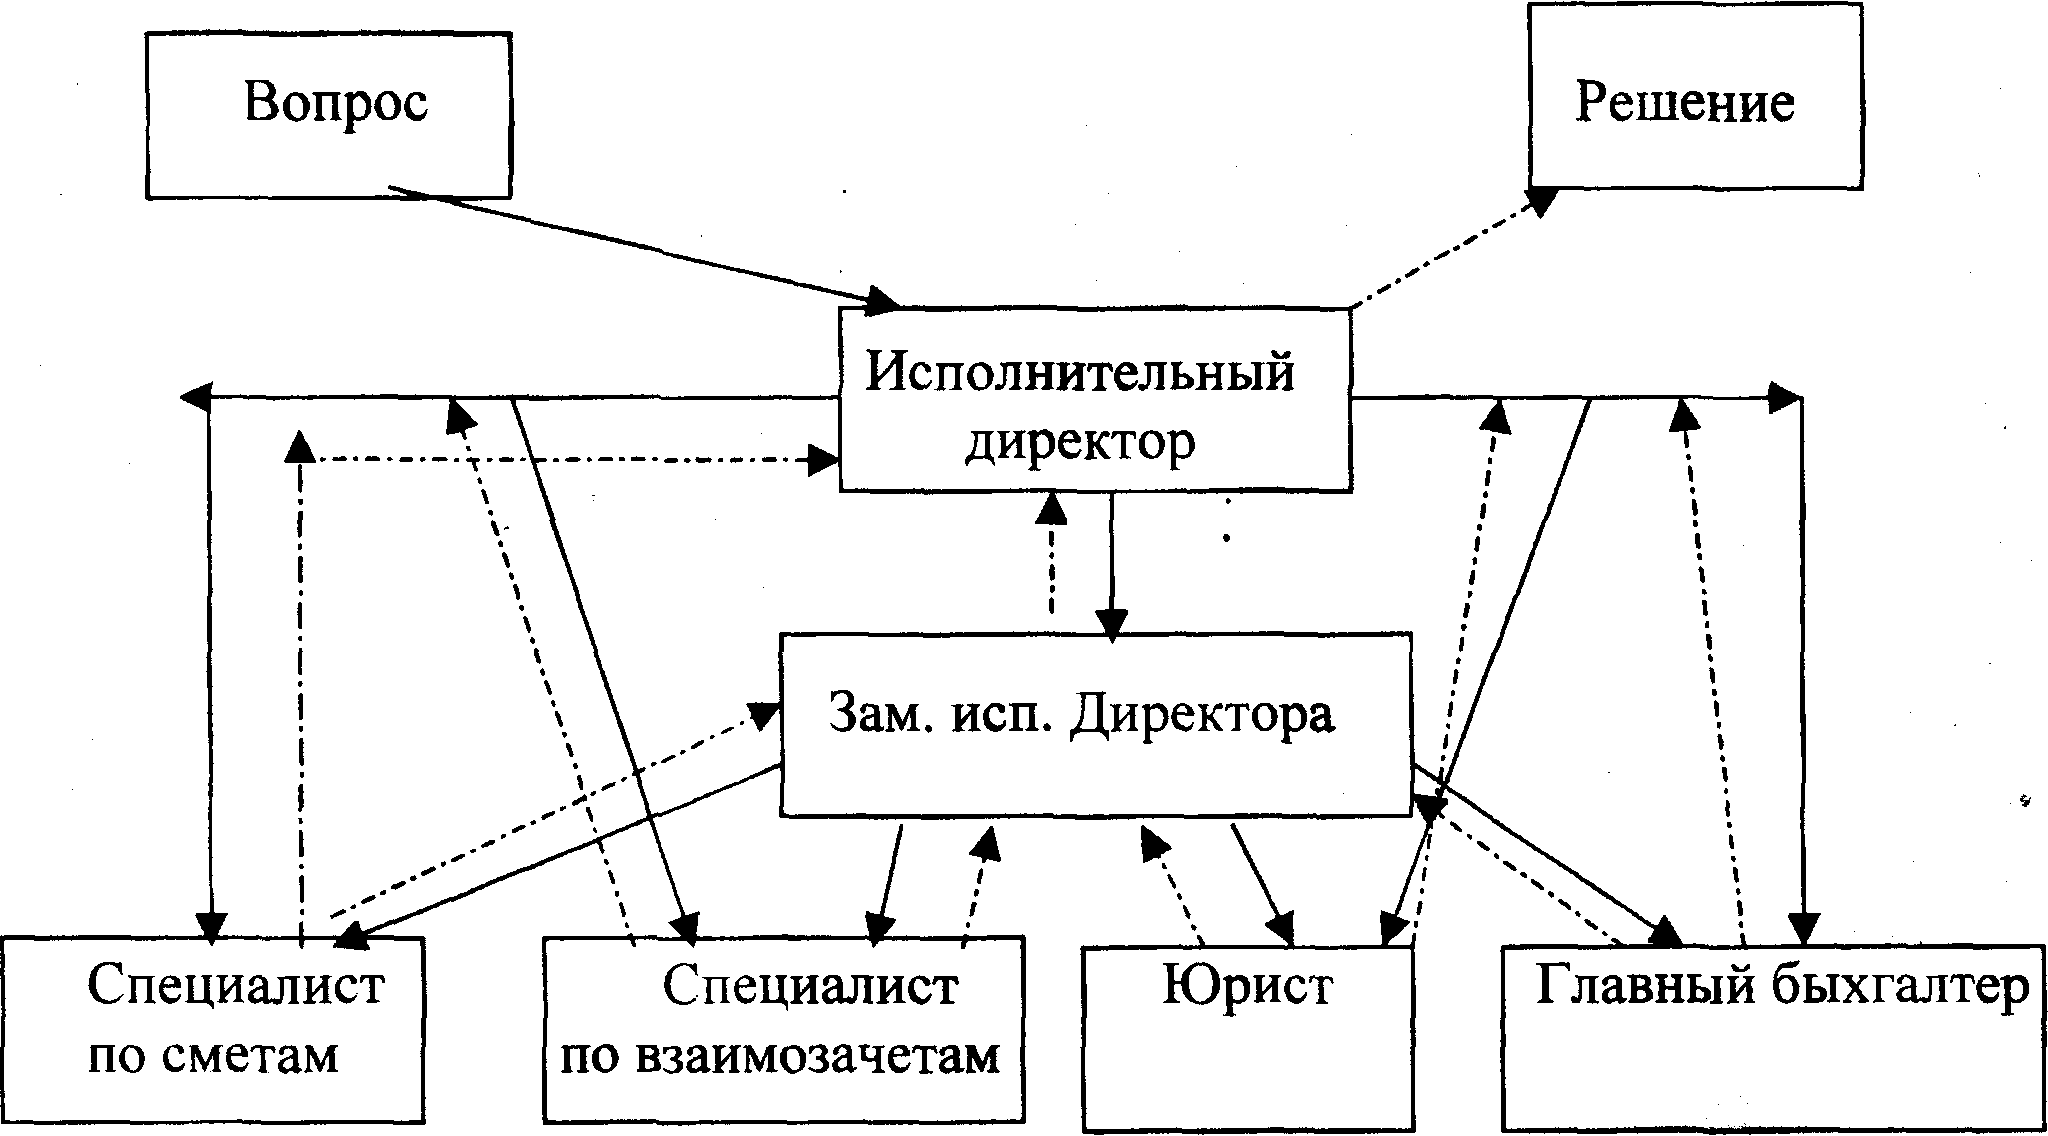 Вопрос
Решение
Исполнительный
директор
Зам. исп. Директора
Специалист
по сметам
Специалист
по взаимозачетам
Юрист
Главный быхгалтер